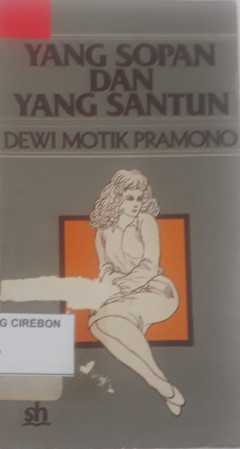 YANG SOPAN
DAN
YANG SANTUN
DEWI MOTIK PRAMONO
G CIREBON
sh